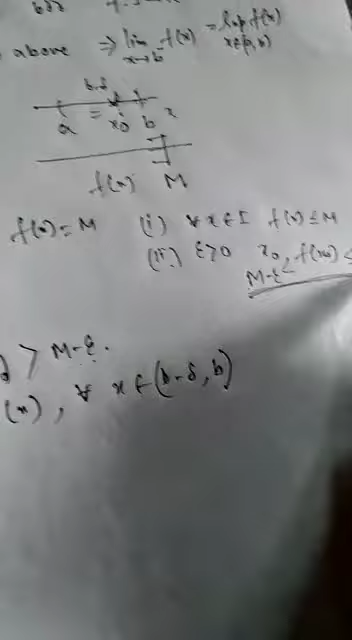 above ⇒ lim f(x) = sup f(x)
x→b⁻ x∈(a,b)
b-δ
a = x₀ b x
f(x) M
f(x) = M (i) ∀ x ∈ I f(x) ≤ M
(ii) ε>0 x₀, f(x₀) ≤
M-ε <
> M-ε.
(x), ∀ x ∈ (b-δ, b)